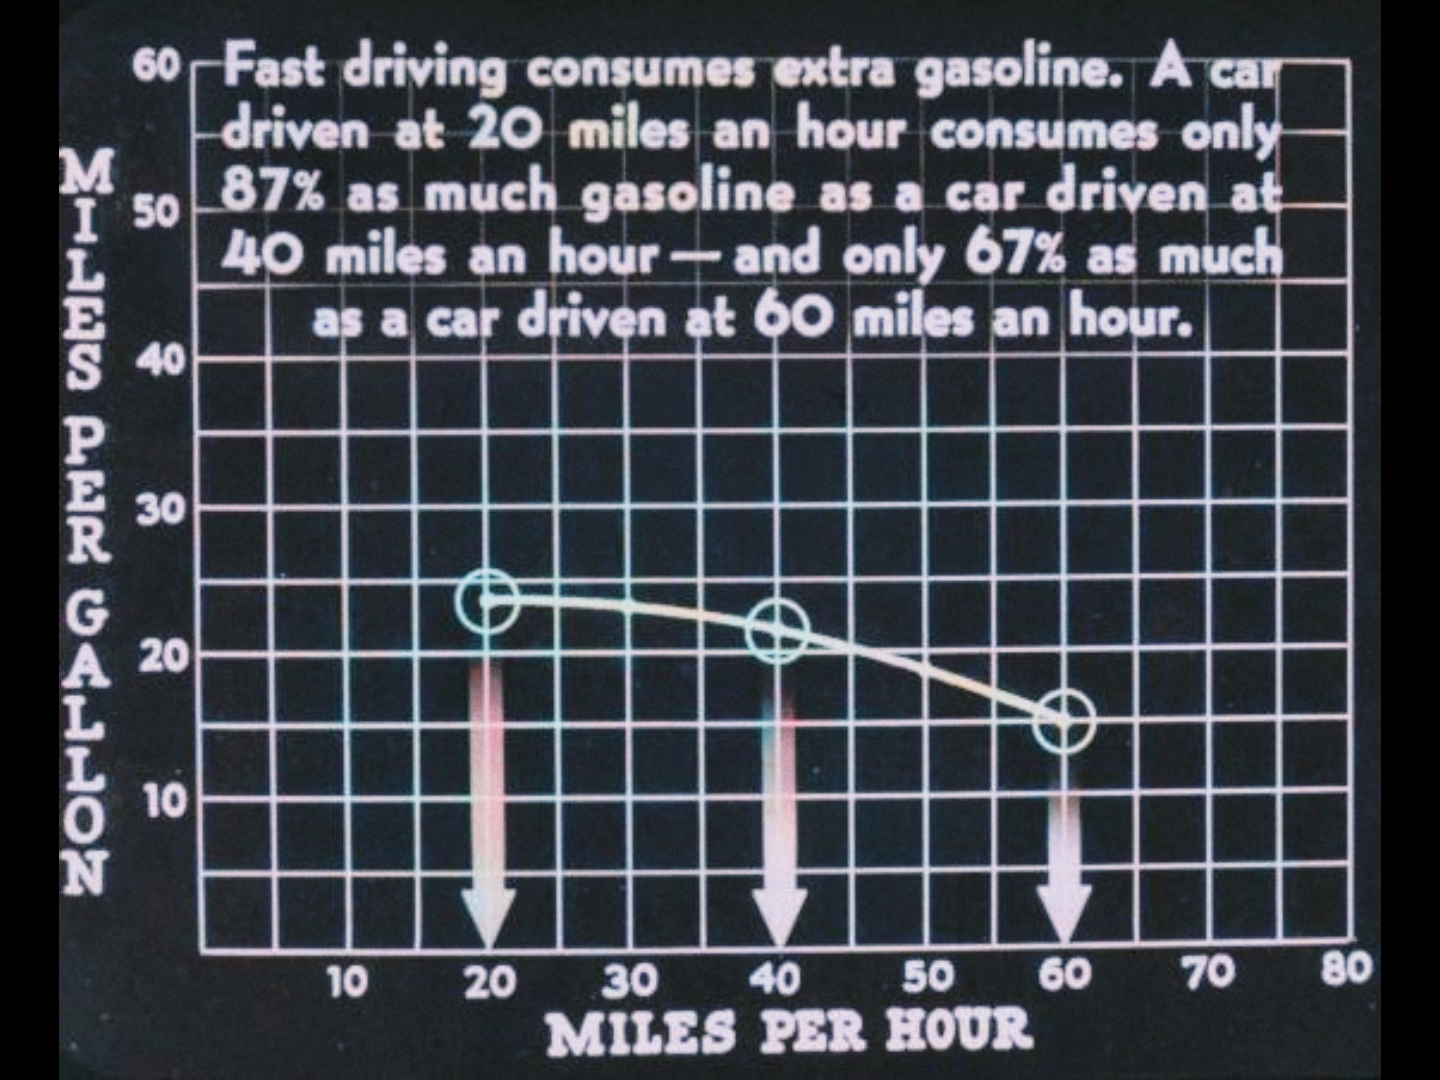 Fast driving consumes extra gasoline. A car
driven at 20 miles an hour consumes only
87% as much gasoline as a car driven at
40 miles an hour — and only 67% as much
as a car driven at 60 miles an hour.
MILES PER GALLON
60
50
40
30
20
10
10 20 30 40 50 60 70 80
MILES PER HOUR